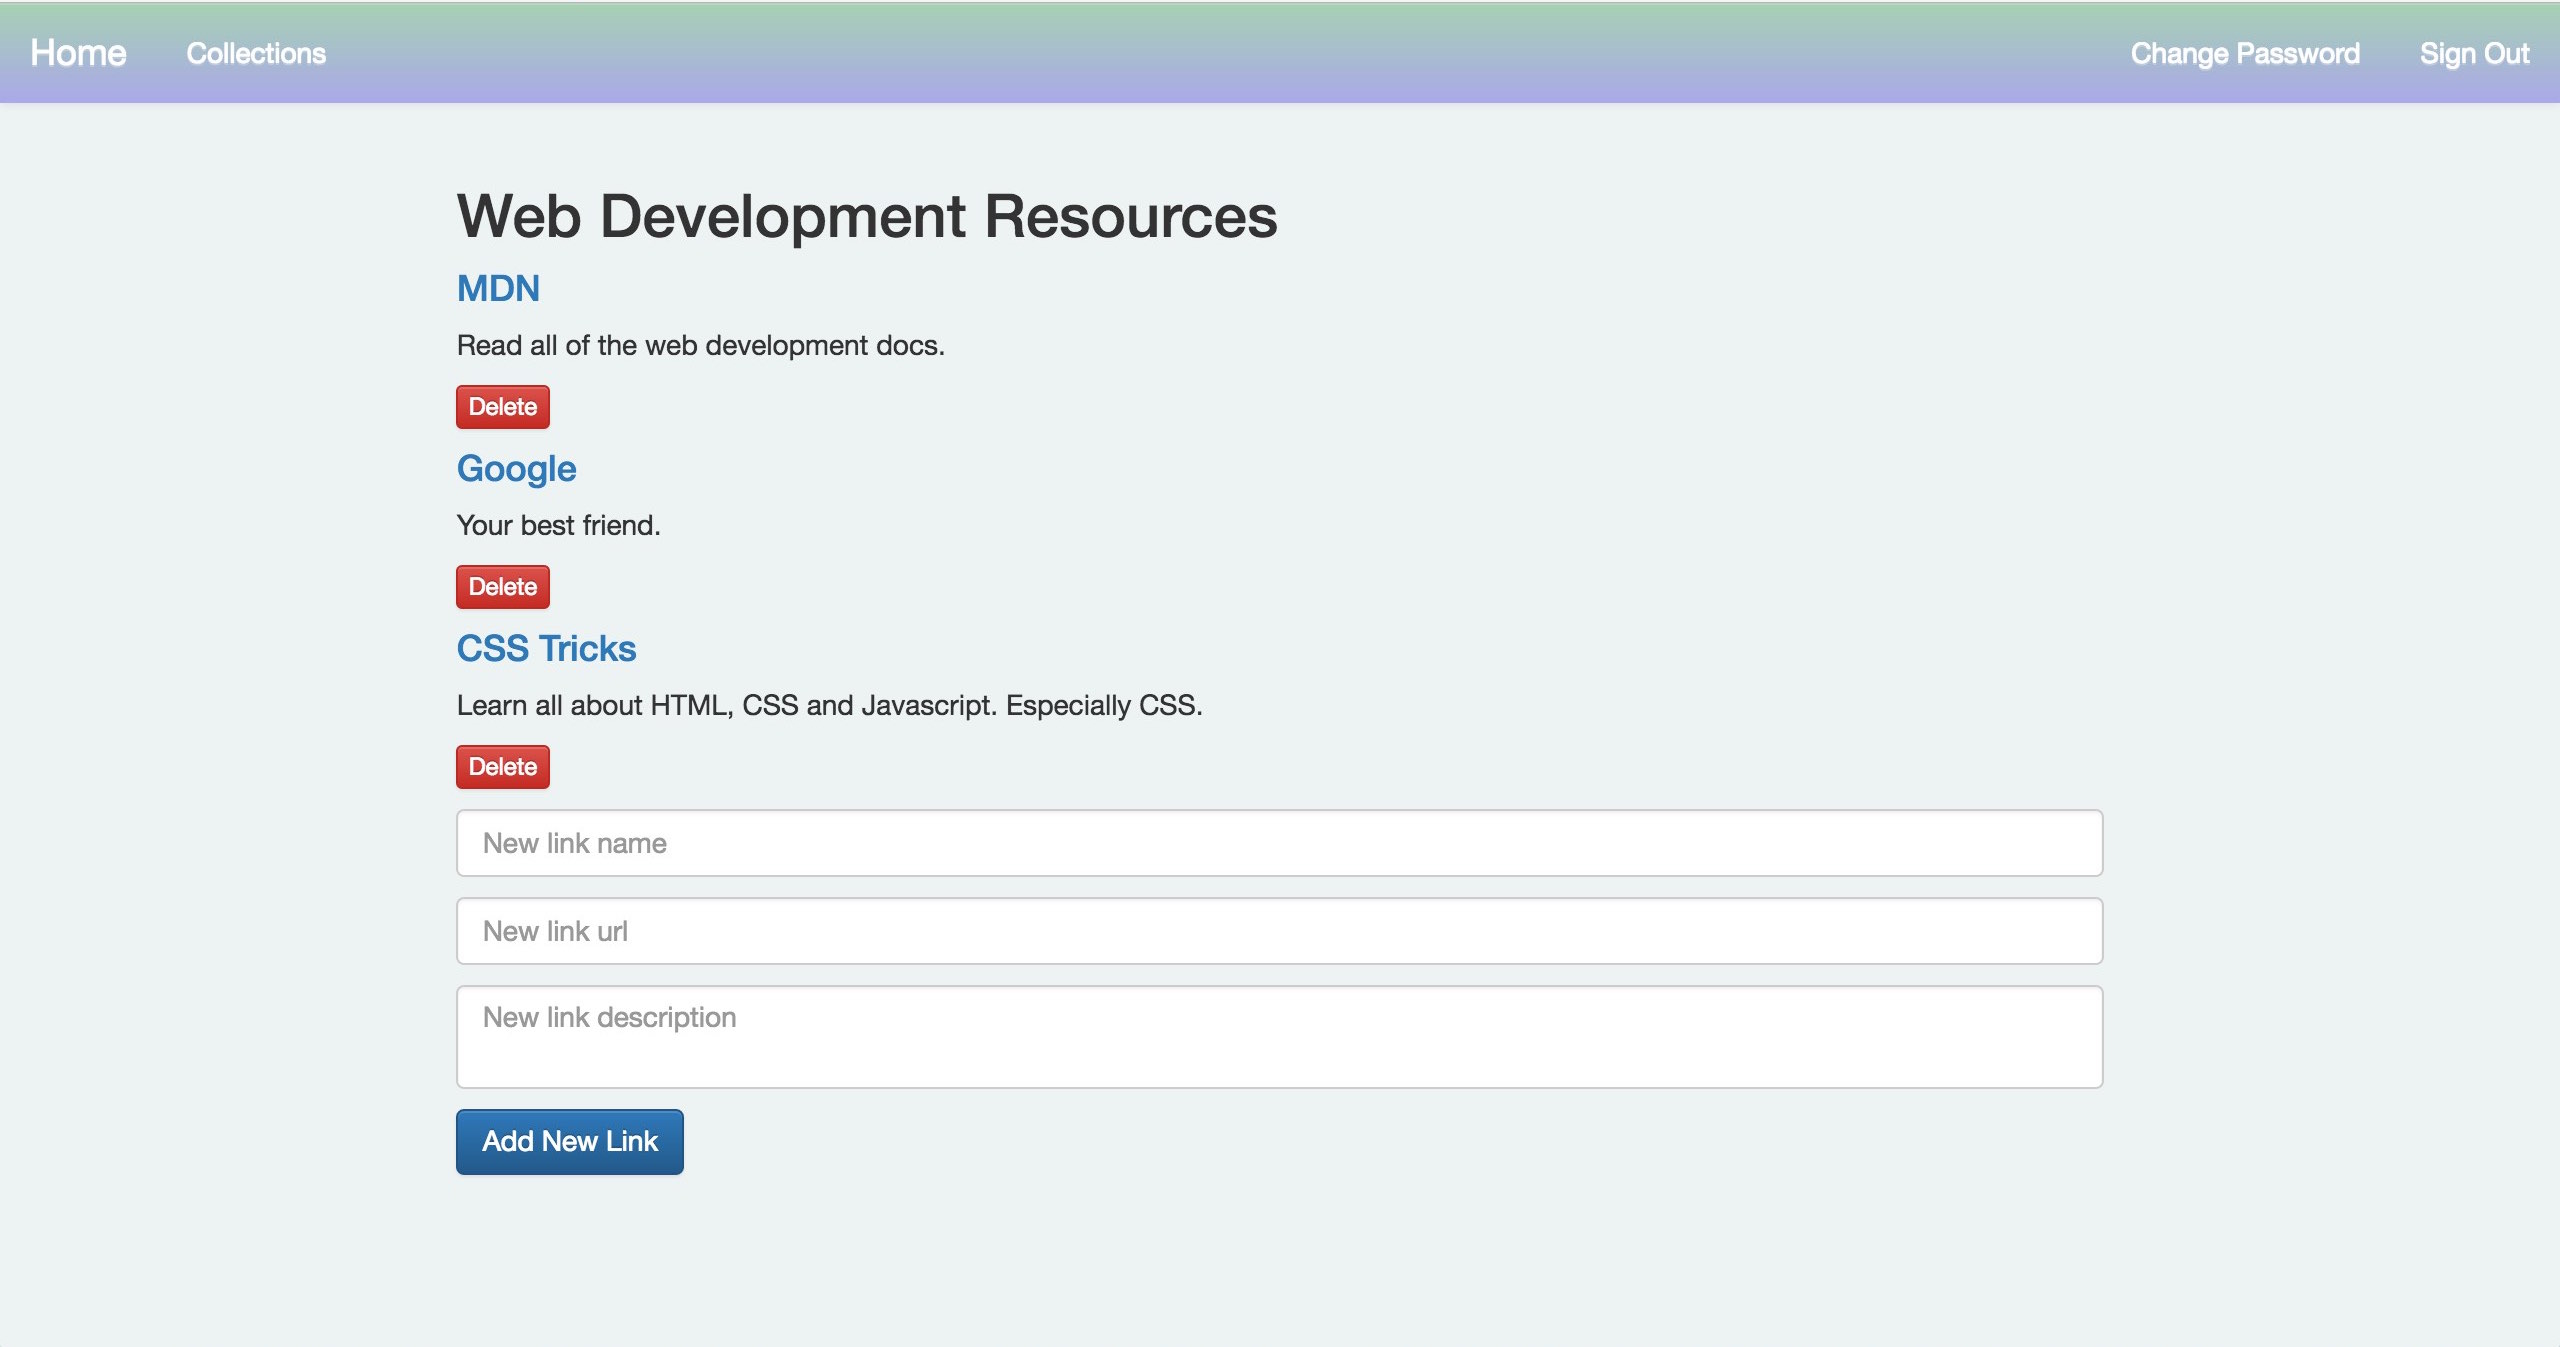 Home Collections Change Password Sign Out
Web Development Resources
MDN
Read all of the web development docs.
Delete
Google
Your best friend.
Delete
CSS Tricks
Learn all about HTML, CSS and Javascript. Especially CSS.
Delete
New link name
New link url
New link description
Add New Link